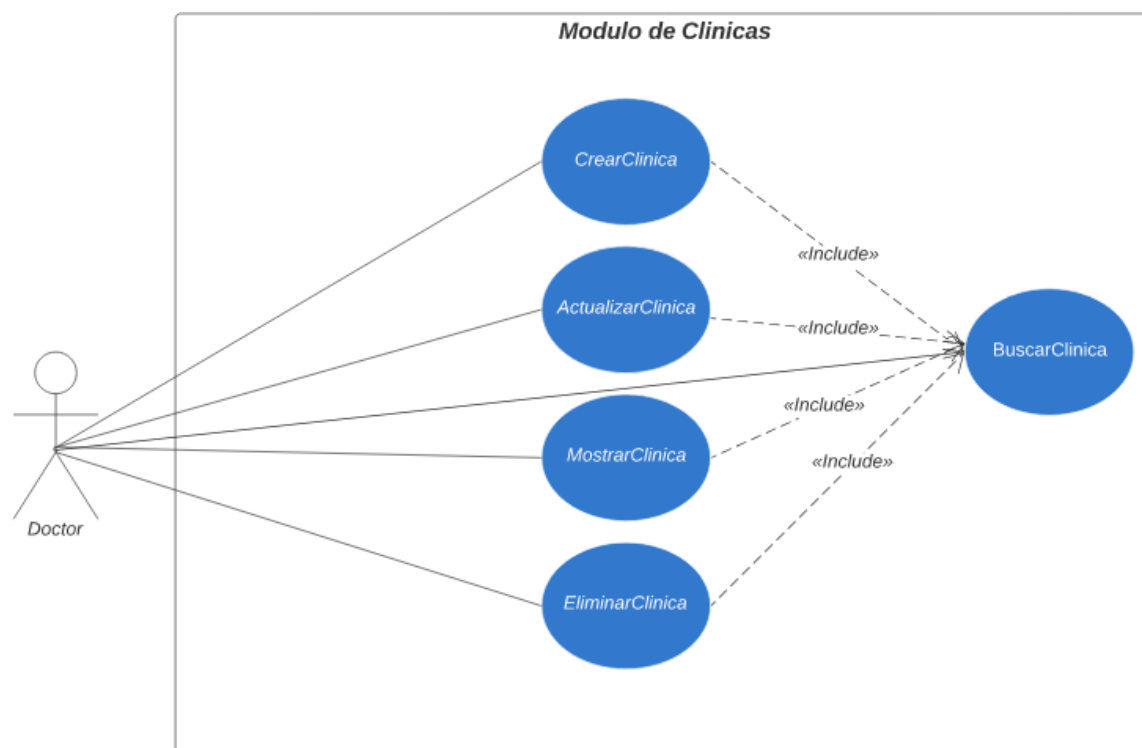 Modulo de Clinicas
CrearClinica
«Include»
ActualizarClinica
«Include»
BuscarClinica
«Include»
MostrarClinica
«Include»
Doctor
EliminarClinica